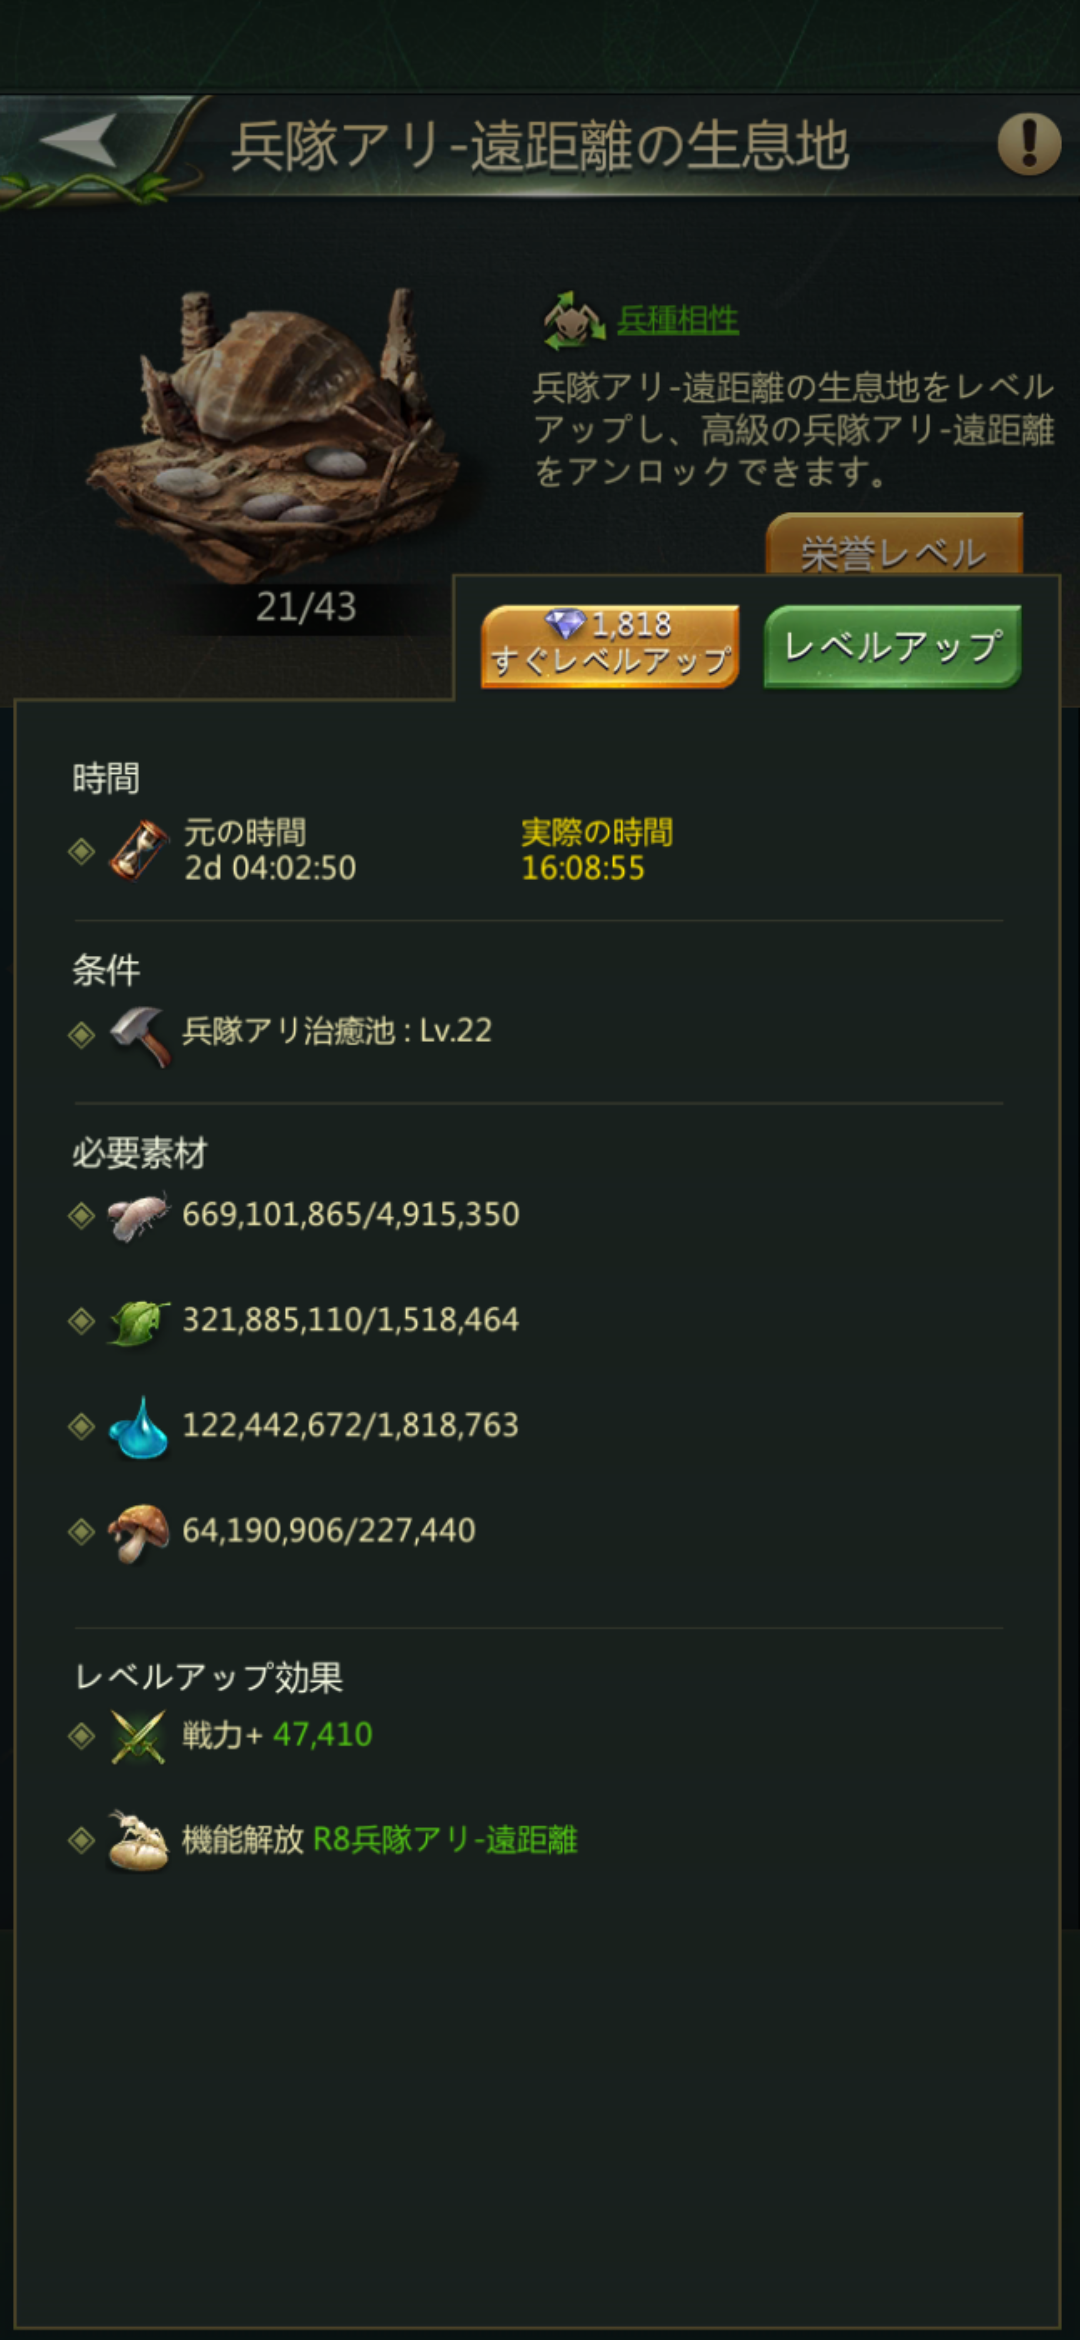 兵隊アリ-遠距離の生息地
兵種相性
兵隊アリ-遠距離の生息地をレベル
アップし、高級の兵隊アリ-遠距離
をアンロックできます。
栄誉レベル
21/43
1,818
すぐレベルアップ
レベルアップ
時間
元の時間
2d 04:02:50
実際の時間
16:08:55
条件
兵隊アリ治癒池 : Lv.22
必要素材
669,101,865/4,915,350
321,885,110/1,518,464
122,442,672/1,818,763
64,190,906/227,440
レベルアップ効果
戦力+ 47,410
機能解放 R8兵隊アリ-遠距離